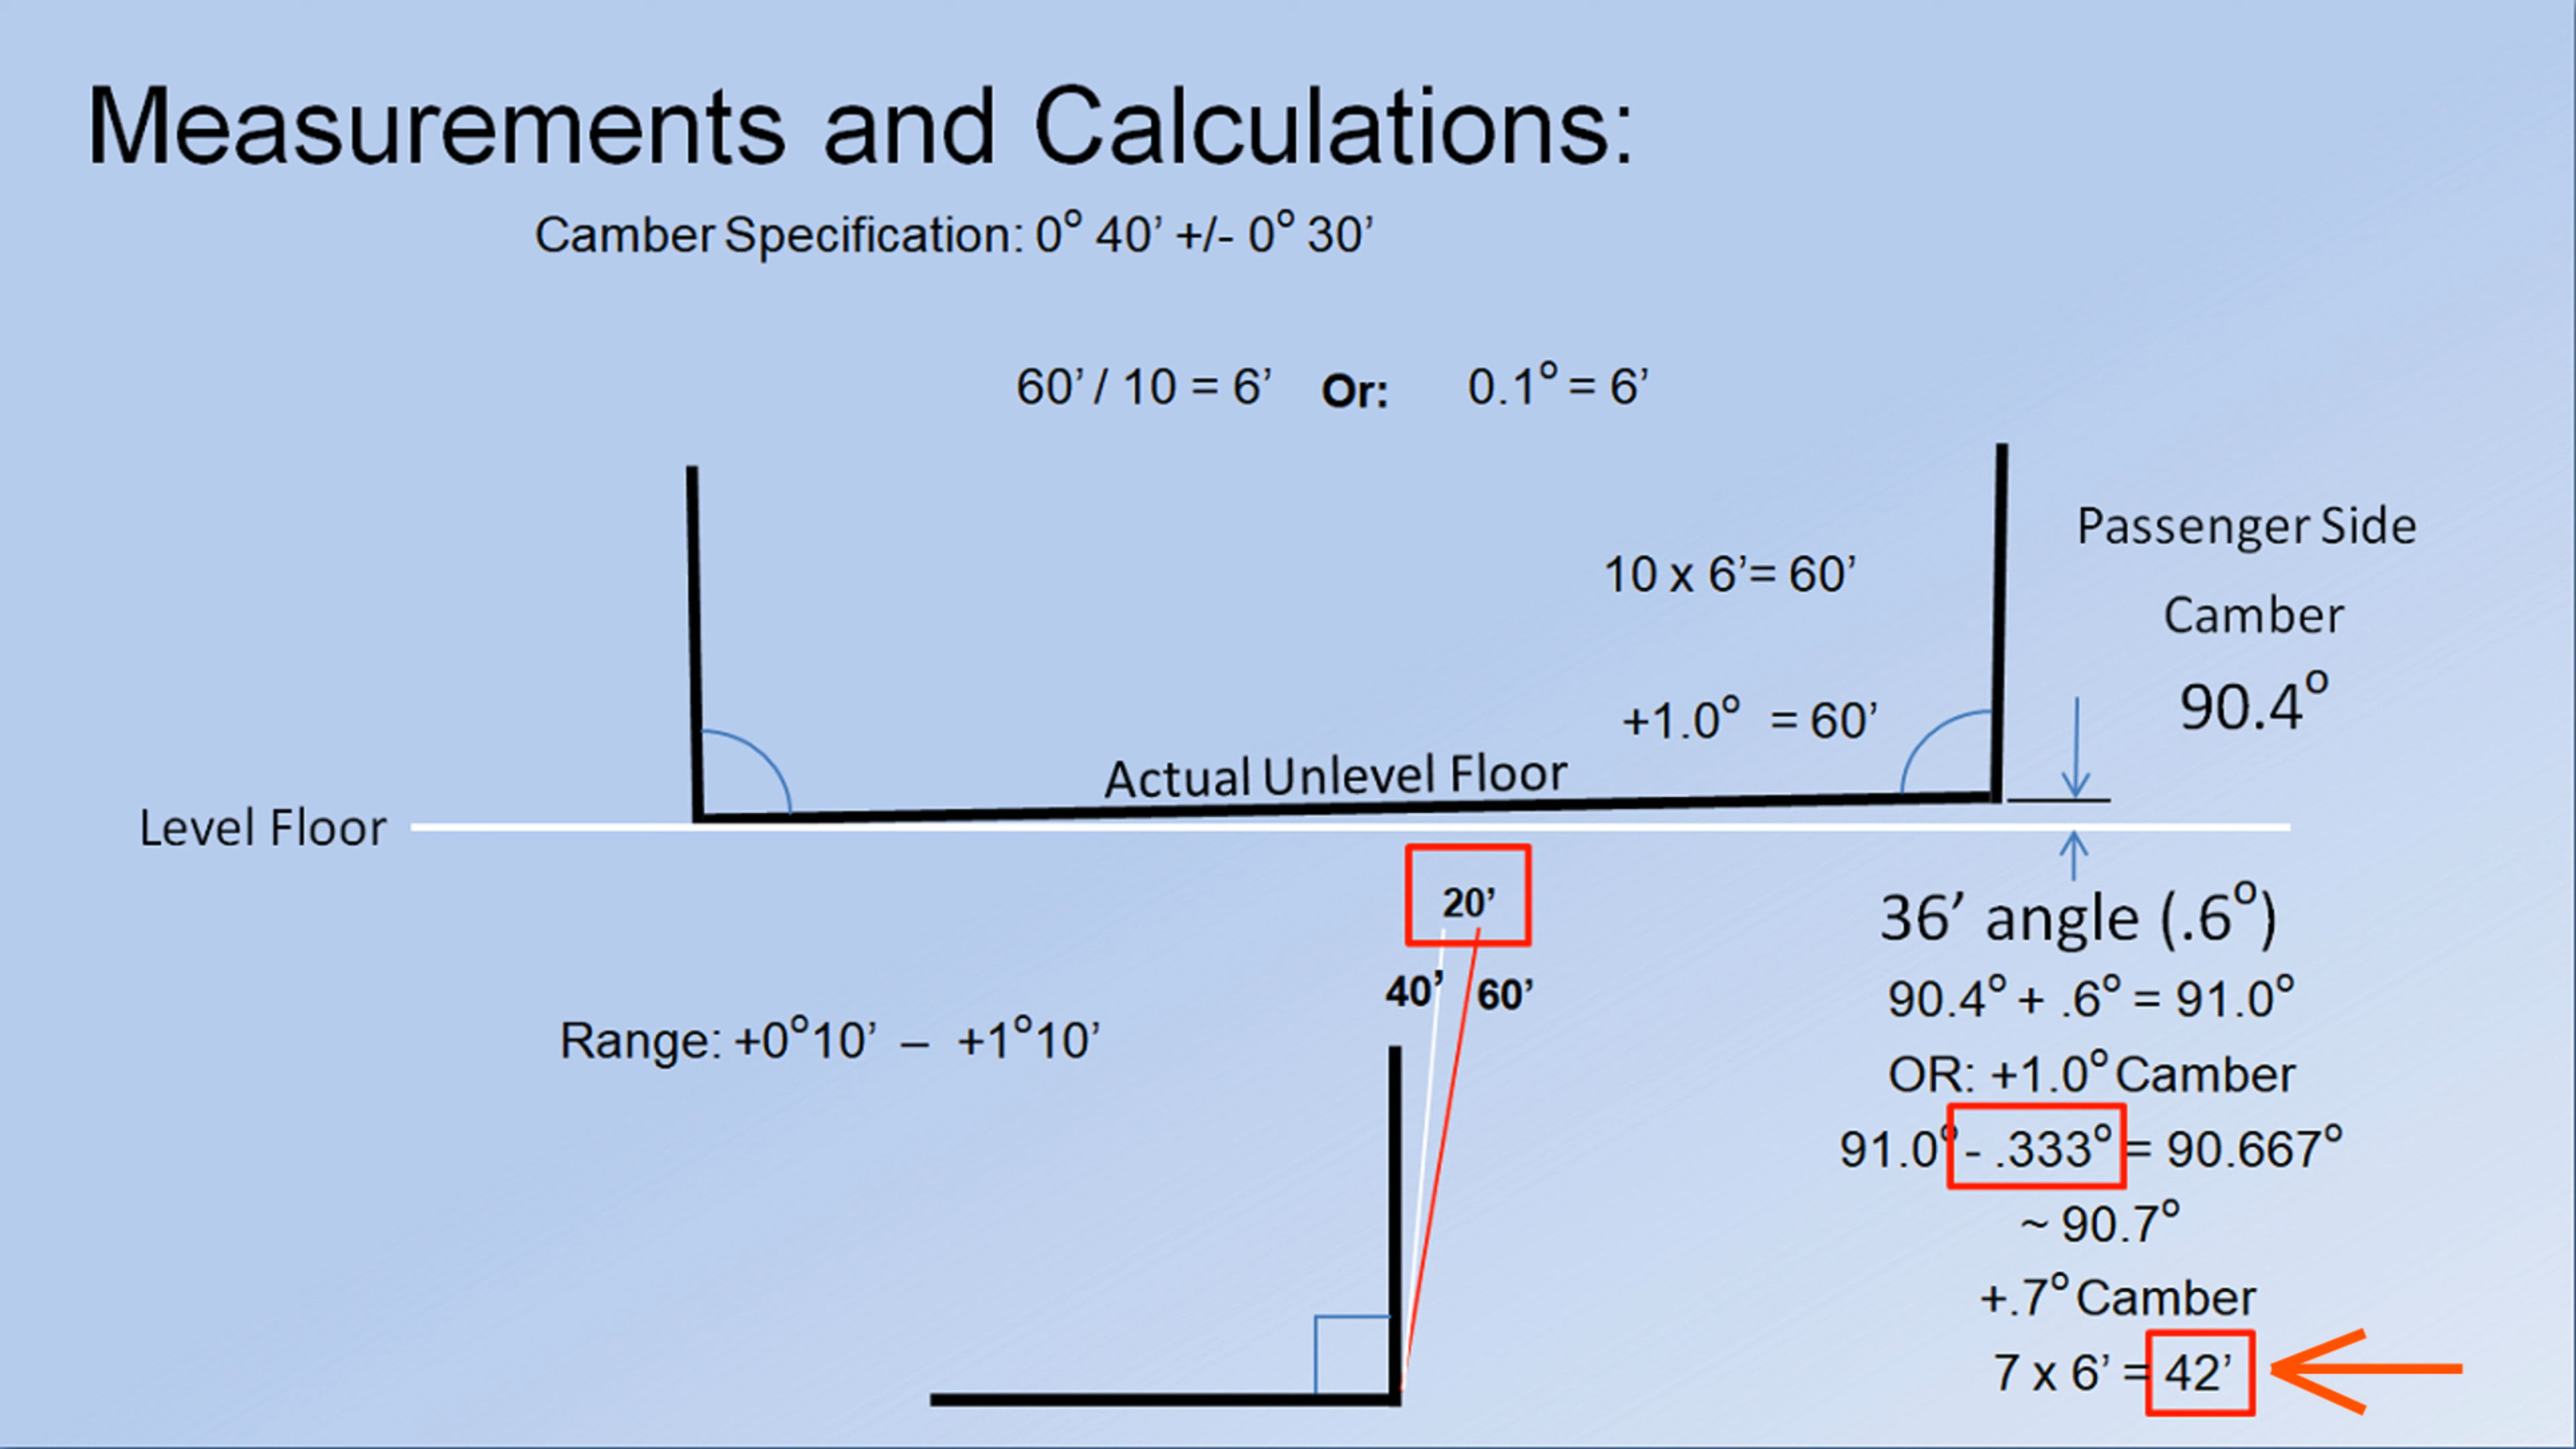 Measurements and Calculations:
Camber Specification: 0° 40’ +/- 0° 30’
60’ / 10 = 6’ Or: 0.1° = 6’
10 x 6’= 60’
+1.0° = 60’
Passenger Side
Camber
90.4°
Actual Unlevel Floor
Level Floor
20’
40’ 60’
Range: +0°10’ – +1°10’
36’ angle (.6°)
90.4° + .6° = 91.0°
OR: +1.0° Camber
91.0° - .333° = 90.667°
~ 90.7°
+.7° Camber
7 x 6’ = 42’